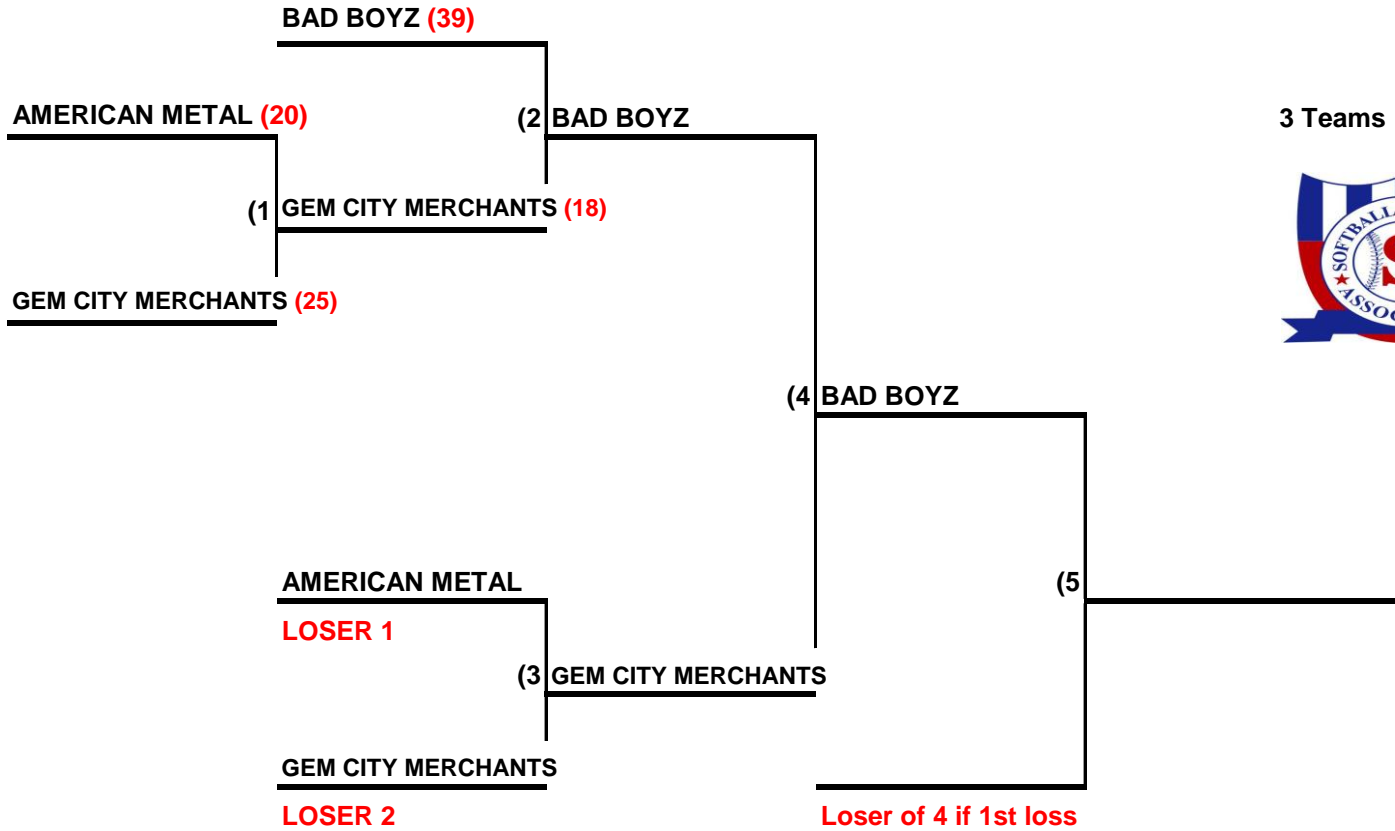 BAD BOYZ (39)
AMERICAN METAL (20)
(2 BAD BOYZ
3 Teams
(1 GEM CITY MERCHANTS (18)
GEM CITY MERCHANTS (25)
SOFTBALL
(4 BAD BOYZ
AMERICAN METAL
(5
LOSER 1
(3 GEM CITY MERCHANTS
GEM CITY MERCHANTS
LOSER 2
Loser of 4 if 1st loss